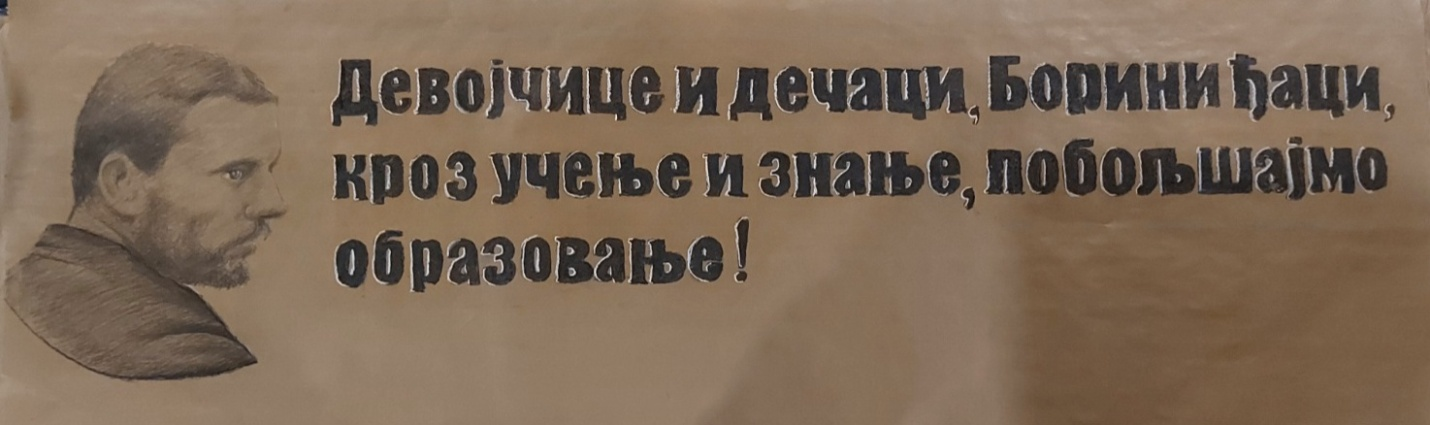 Девојчице и дечаци, Борини ђаци,
кроз учење и знање, побољшајмо
образовање!